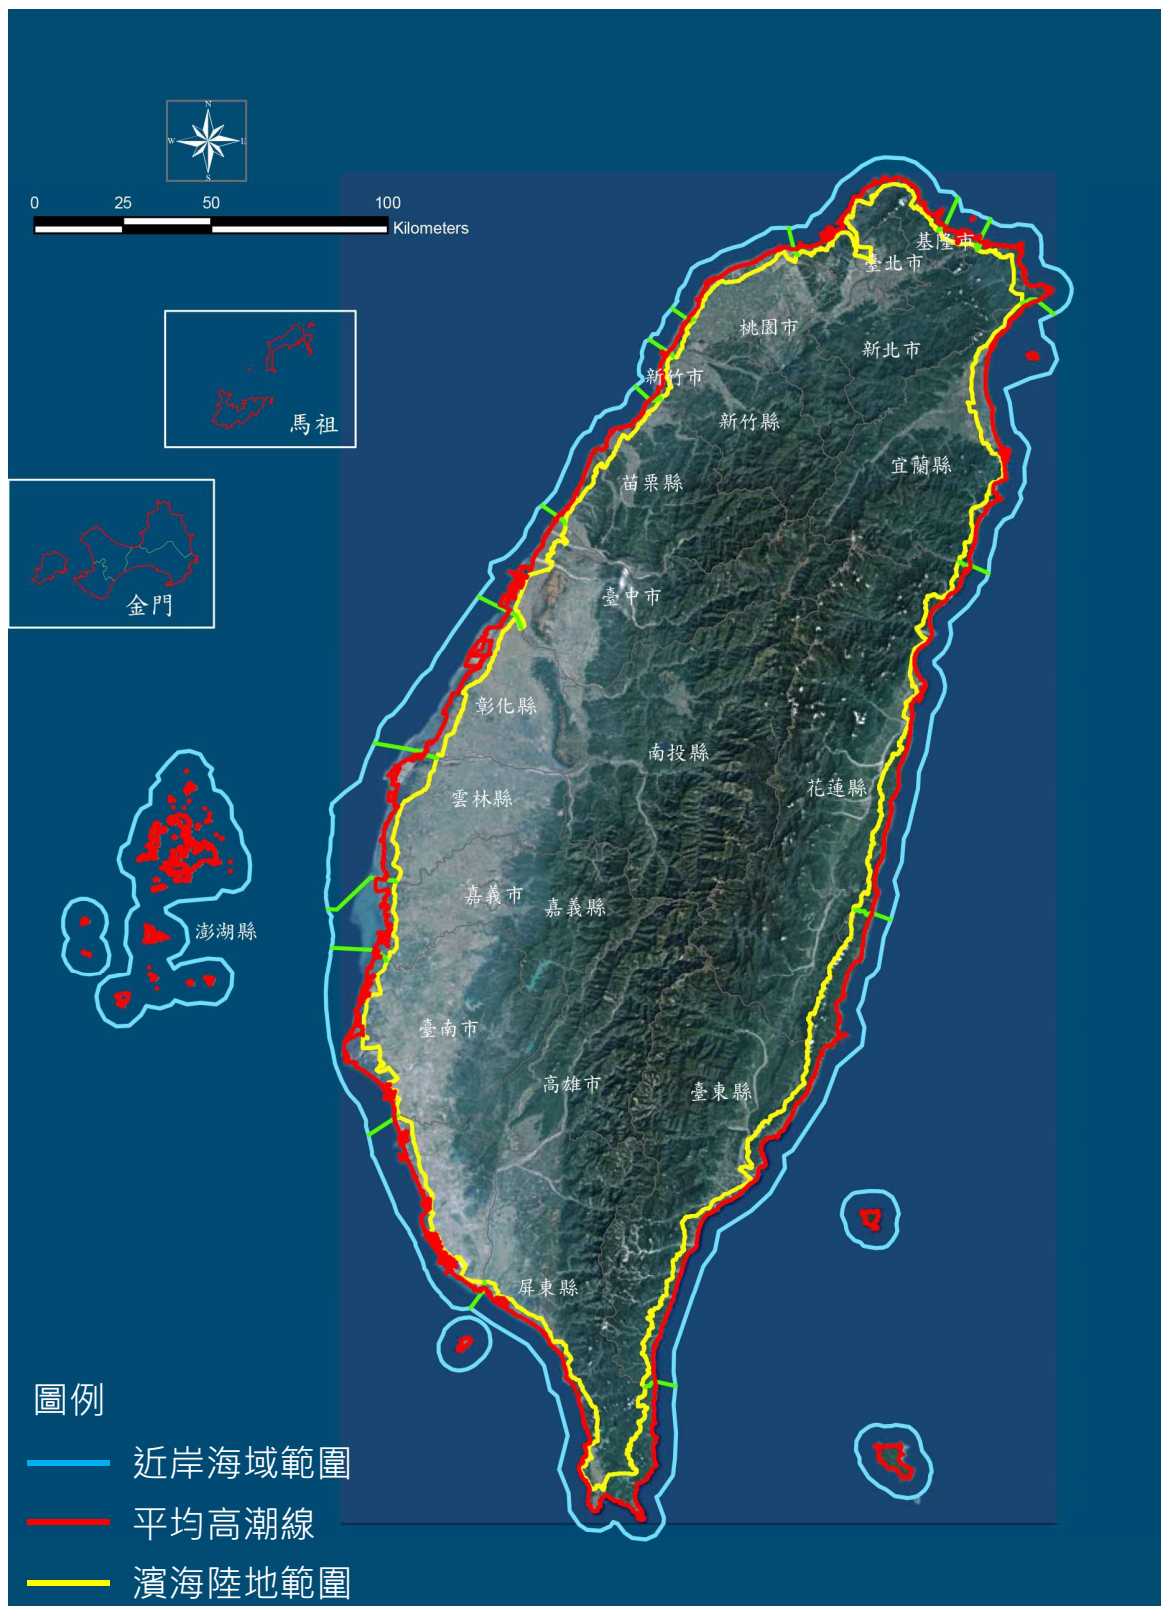 N
W
E
S
0 25 50 100
Kilometers
基隆市
臺北市
桃園市
新北市
新竹市
馬祖
新竹縣
宜蘭縣
苗栗縣
臺中市
金門
彰化縣
南投縣
花蓮縣
雲林縣
嘉義市
嘉義縣
澎湖縣
臺南市
高雄市
臺東縣
屏東縣
圖例
近岸海域範圍
平均高潮線
濱海陸地範圍